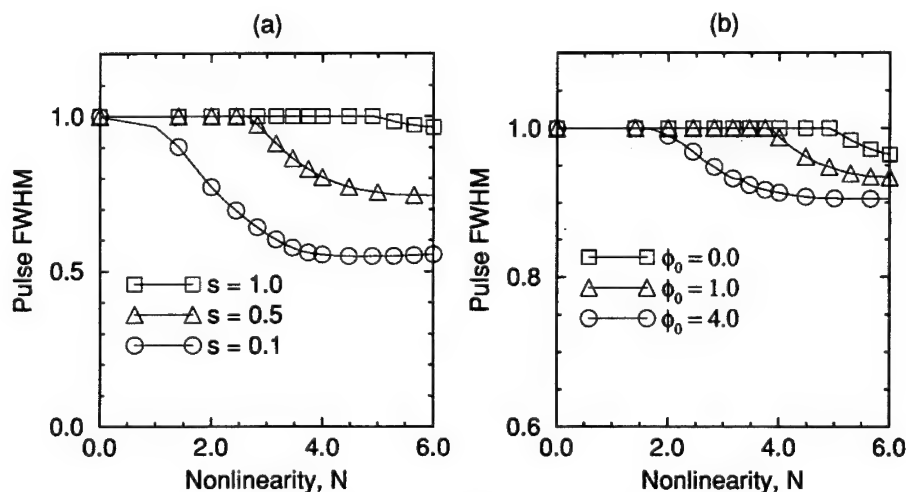 (a)
Pulse FWHM
1.0
0.5
0.0
s = 1.0
s = 0.5
s = 0.1
0.0 2.0 4.0 6.0
Nonlinearity, N
(b)
Pulse FWHM
1.0
0.8
0.6
ϕ₀ = 0.0
ϕ₀ = 1.0
ϕ₀ = 4.0
0.0 2.0 4.0 6.0
Nonlinearity, N